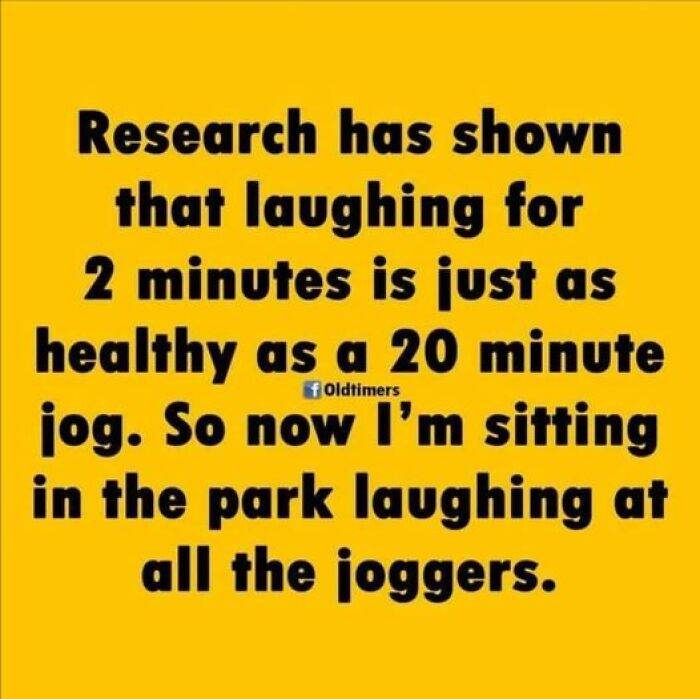 Research has shown
that laughing for
2 minutes is just as
healthy as a 20 minute
f Oldtimers
jog. So now I'm sitting
in the park laughing at
all the joggers.